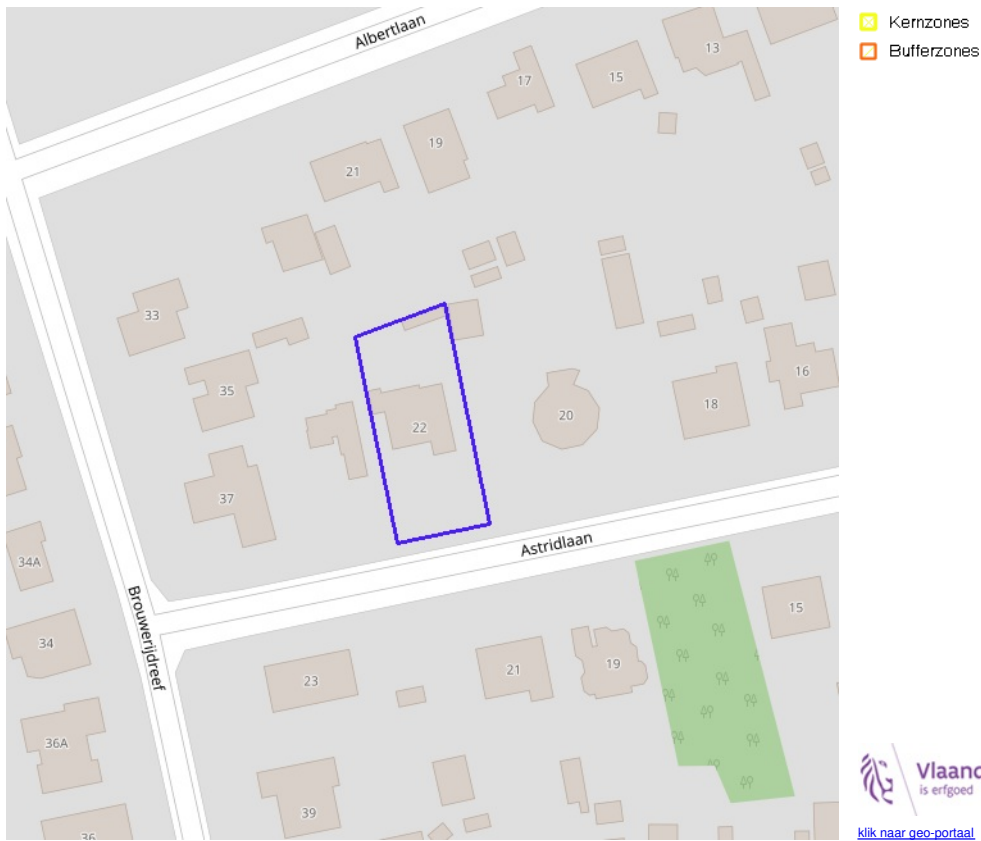 Albertlaan
Kernzones
Bufferzones
13
15
17
19
21
33
35
37
22
20
18
16
Astridlaan
Brouwerijdreef
34A
34
36A
36
23
21
19
15
39
Vlaand
is erfgoed
klik naar geo-portaal